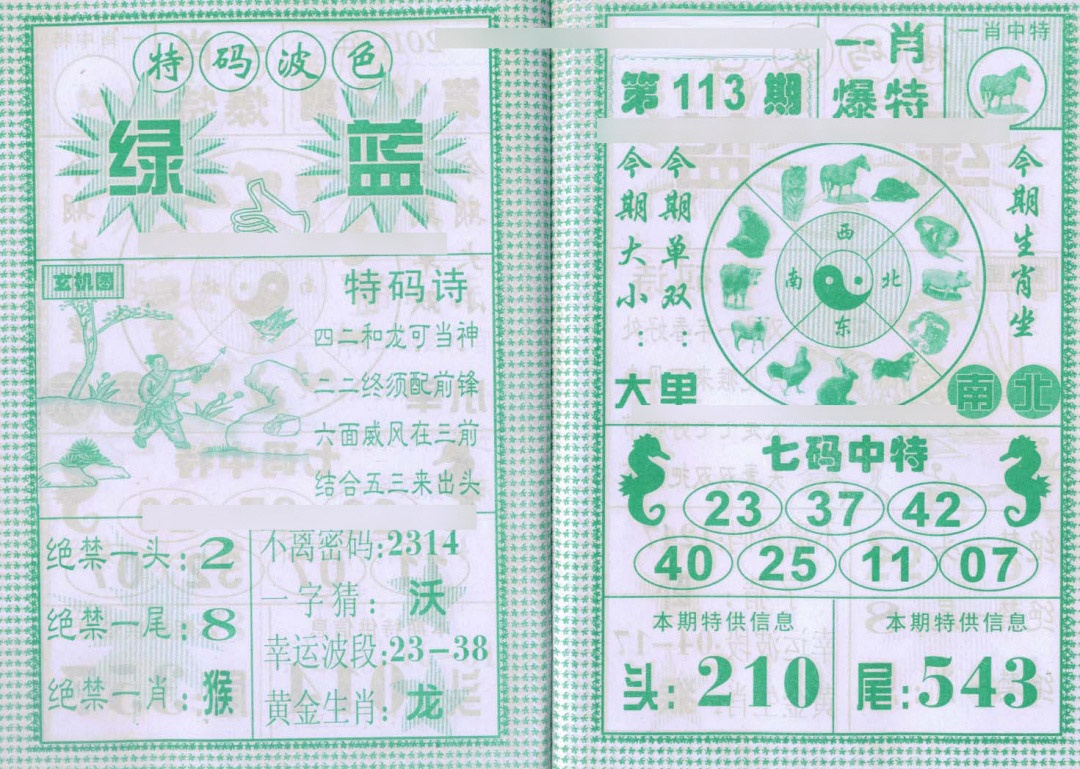 特码波色
绿 蓝
玄机图
特码诗
四二和龙可当神
二二终须配前锋
六面威风在三前
结合五三来出头
绝禁一头:2
绝禁一尾:8
绝禁一肖:猴
不离密码:2314
一字猜:沃
幸运波段:23-38
黄金生肖:龙
第113期
一肖
爆特
一肖中特
今期大小:
今期单双:
大单
西
南 北
东
今期生肖坐
南北
七码中特
23 37 42
40 25 11 07
本期特供信息
头:210
本期特供信息
尾:543